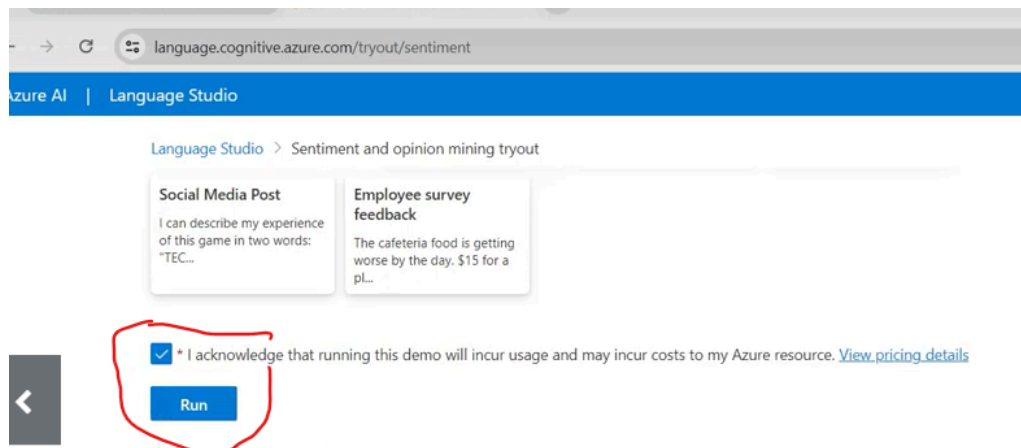 language.cognitive.azure.com/tryout/sentiment
Azure AI | Language Studio
Language Studio > Sentiment and opinion mining tryout
Social Media Post
I can describe my experience
of this game in two words:
"TEC...
Employee survey
feedback
The cafeteria food is getting
worse by the day. $15 for a
pl...
* I acknowledge that running this demo will incur usage and may incur costs to my Azure resource. View pricing details
Run